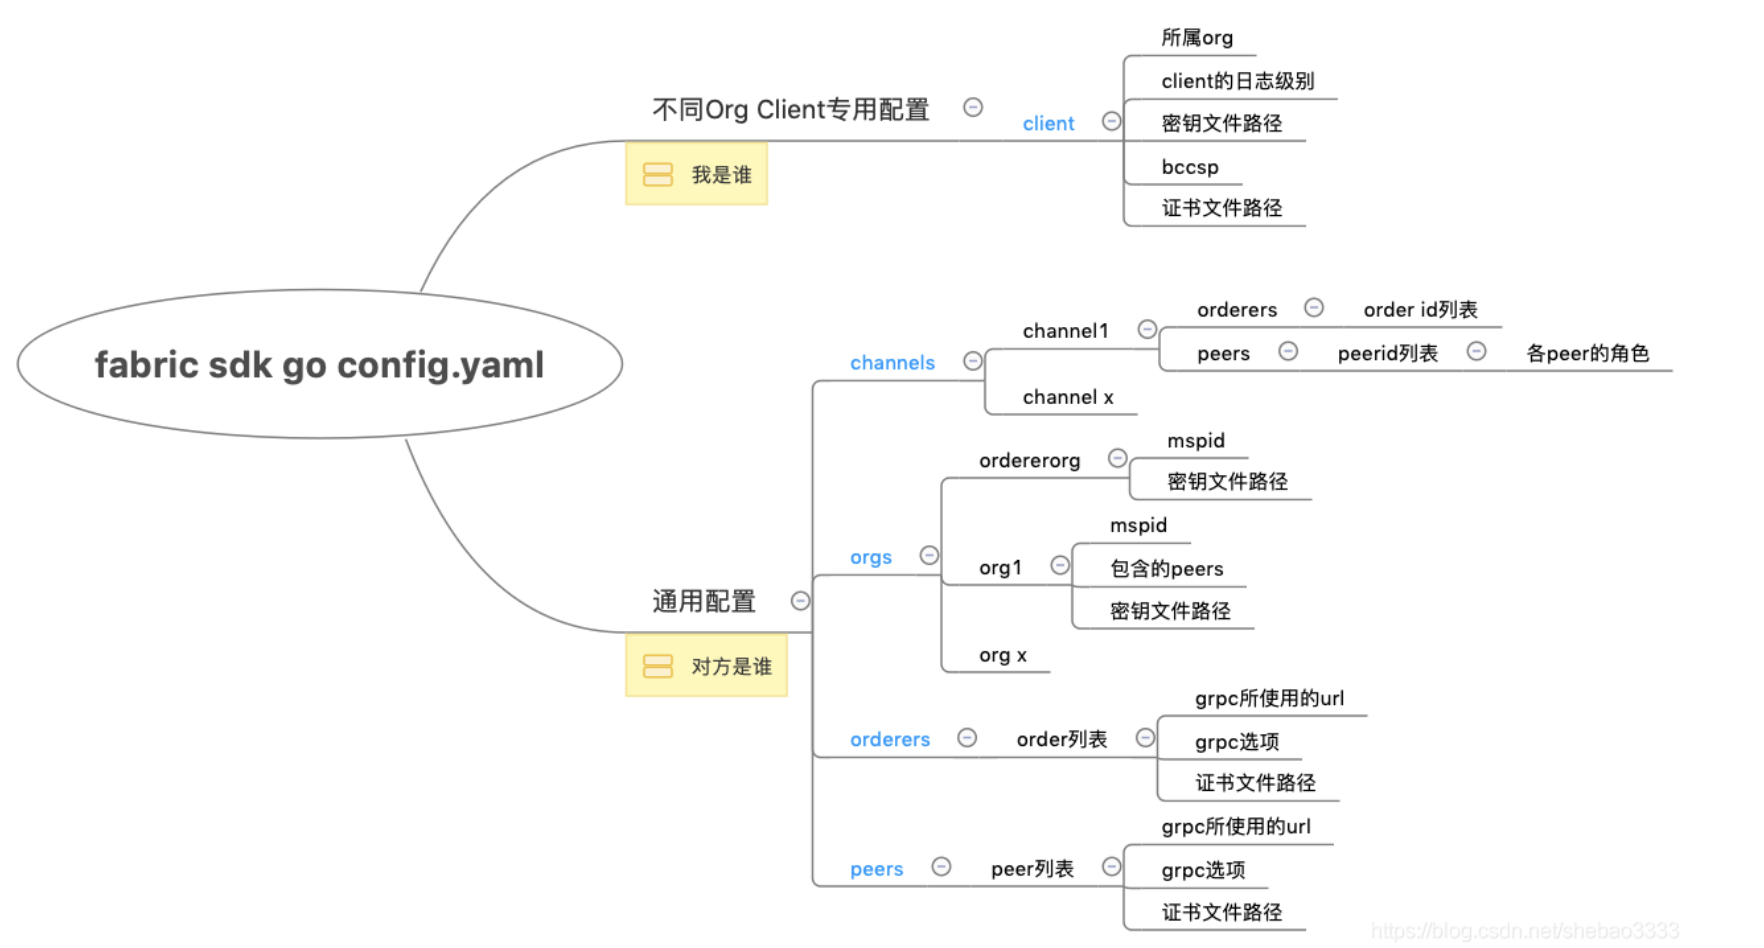 fabric sdk go config.yaml
不同Org Client专用配置
我是谁
client
所属org
client的日志级别
密钥文件路径
bccsp
证书文件路径
通用配置
对方是谁
channels
channel1
orderers
order id列表
peers
peerid列表
各peer的角色
channel x
orgs
ordererorg
mspid
密钥文件路径
org1
mspid
包含的peers
密钥文件路径
org x
orderers
order列表
grpc所使用的url
grpc选项
证书文件路径
peers
peer列表
grpc所使用的url
grpc选项
证书文件路径
https://blog.csdn.net/shebao3333